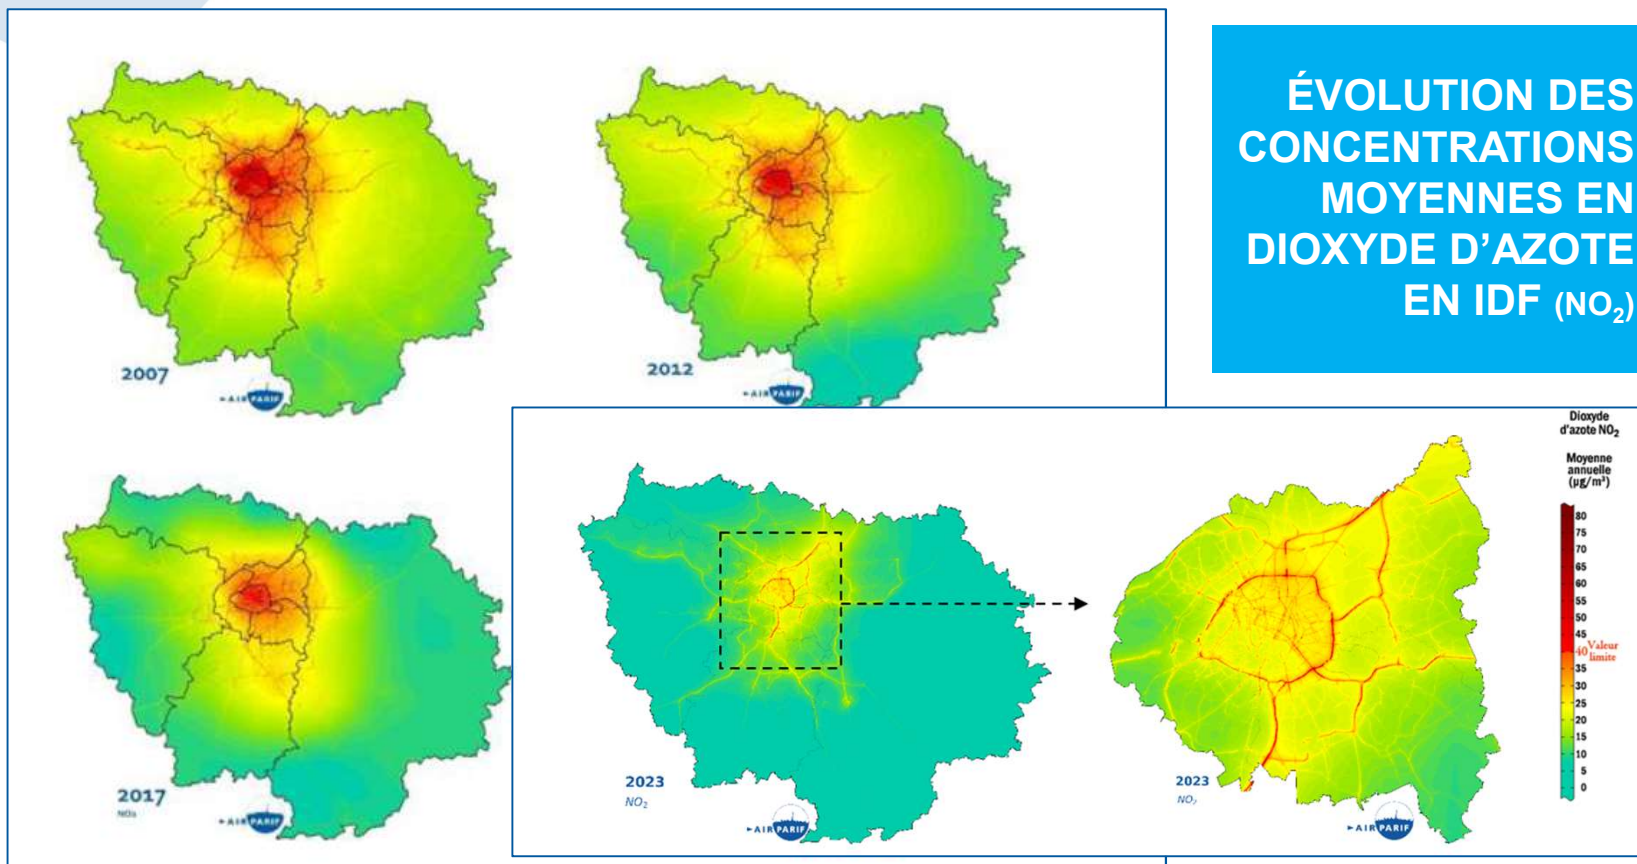 ÉVOLUTION DES
CONCENTRATIONS
MOYENNES EN
DIOXYDE D’AZOTE
EN IDF (NO₂)
2007
AIRPARIF
2012
AIRPARIF
2017
NO₂
AIRPARIF
2023
NO₂
AIRPARIF
2023
NO₂
AIRPARIF
Dioxyde
d'azote NO₂
Moyenne
annuelle
(µg/m³)
80
75
70
65
60
55
50
45
40 Valeur
limite
35
30
25
20
15
10
5
0